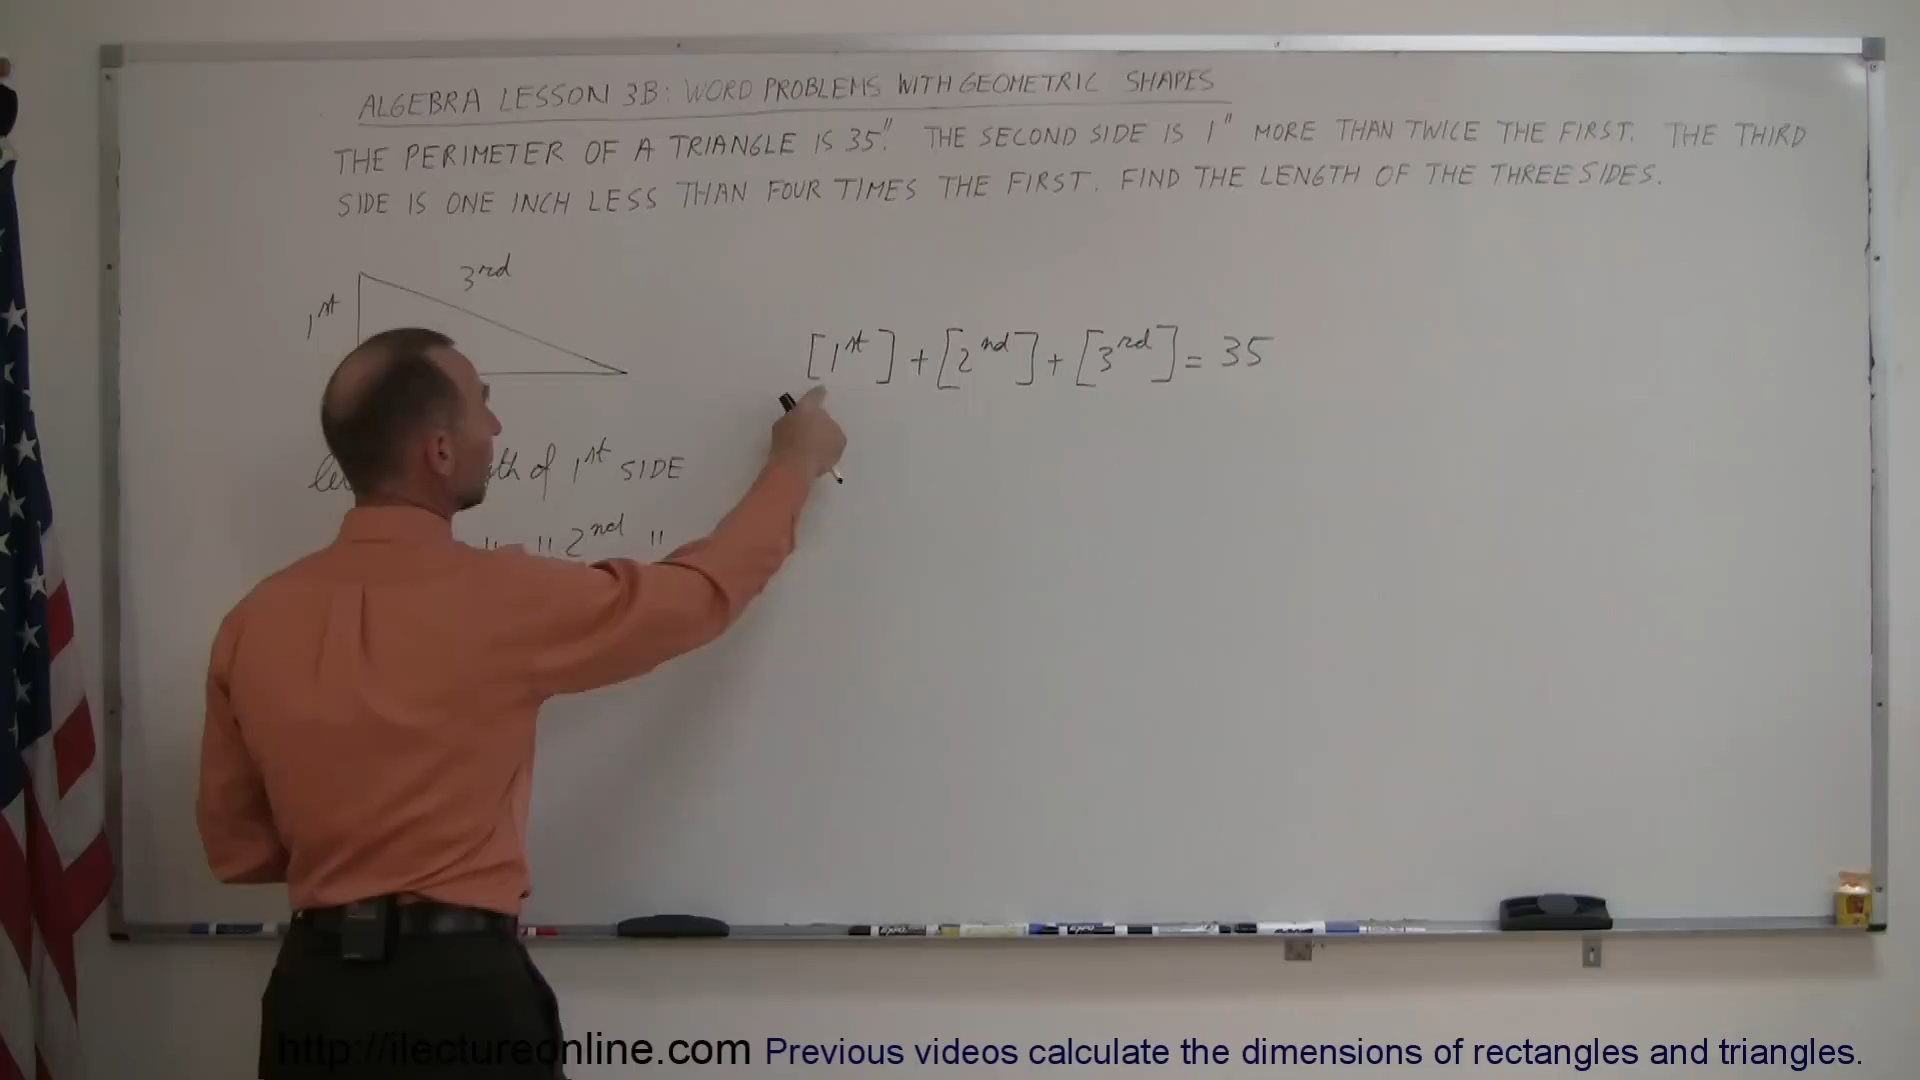 ALGEBRA LESSON 3B: WORD PROBLEMS WITH GEOMETRIC SHAPES
THE PERIMETER OF A TRIANGLE IS 35". THE SECOND SIDE IS 1" MORE THAN TWICE THE FIRST. THE THIRD
SIDE IS ONE INCH LESS THAN FOUR TIMES THE FIRST. FIND THE LENGTH OF THE THREE SIDES.
3rd
1st
[1st] + [2nd] + [3rd] = 35
of 1st SIDE
" " 2nd "
http://ilectureonline.com Previous videos calculate the dimensions of rectangles and triangles.